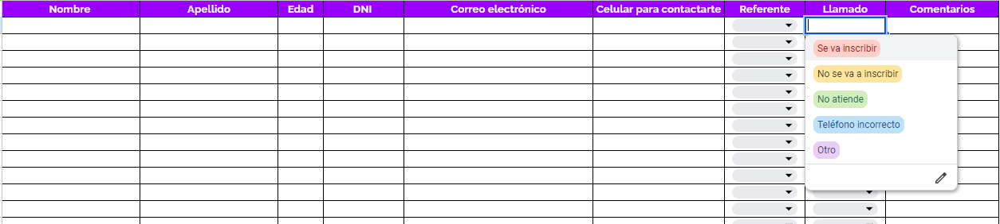 Nombre Apellido Edad DNI Correo electrónico Celular para contactarte Referente Llamado Comentarios
Se va inscribir
No se va a inscribir
No atiende
Teléfono incorrecto
Otro